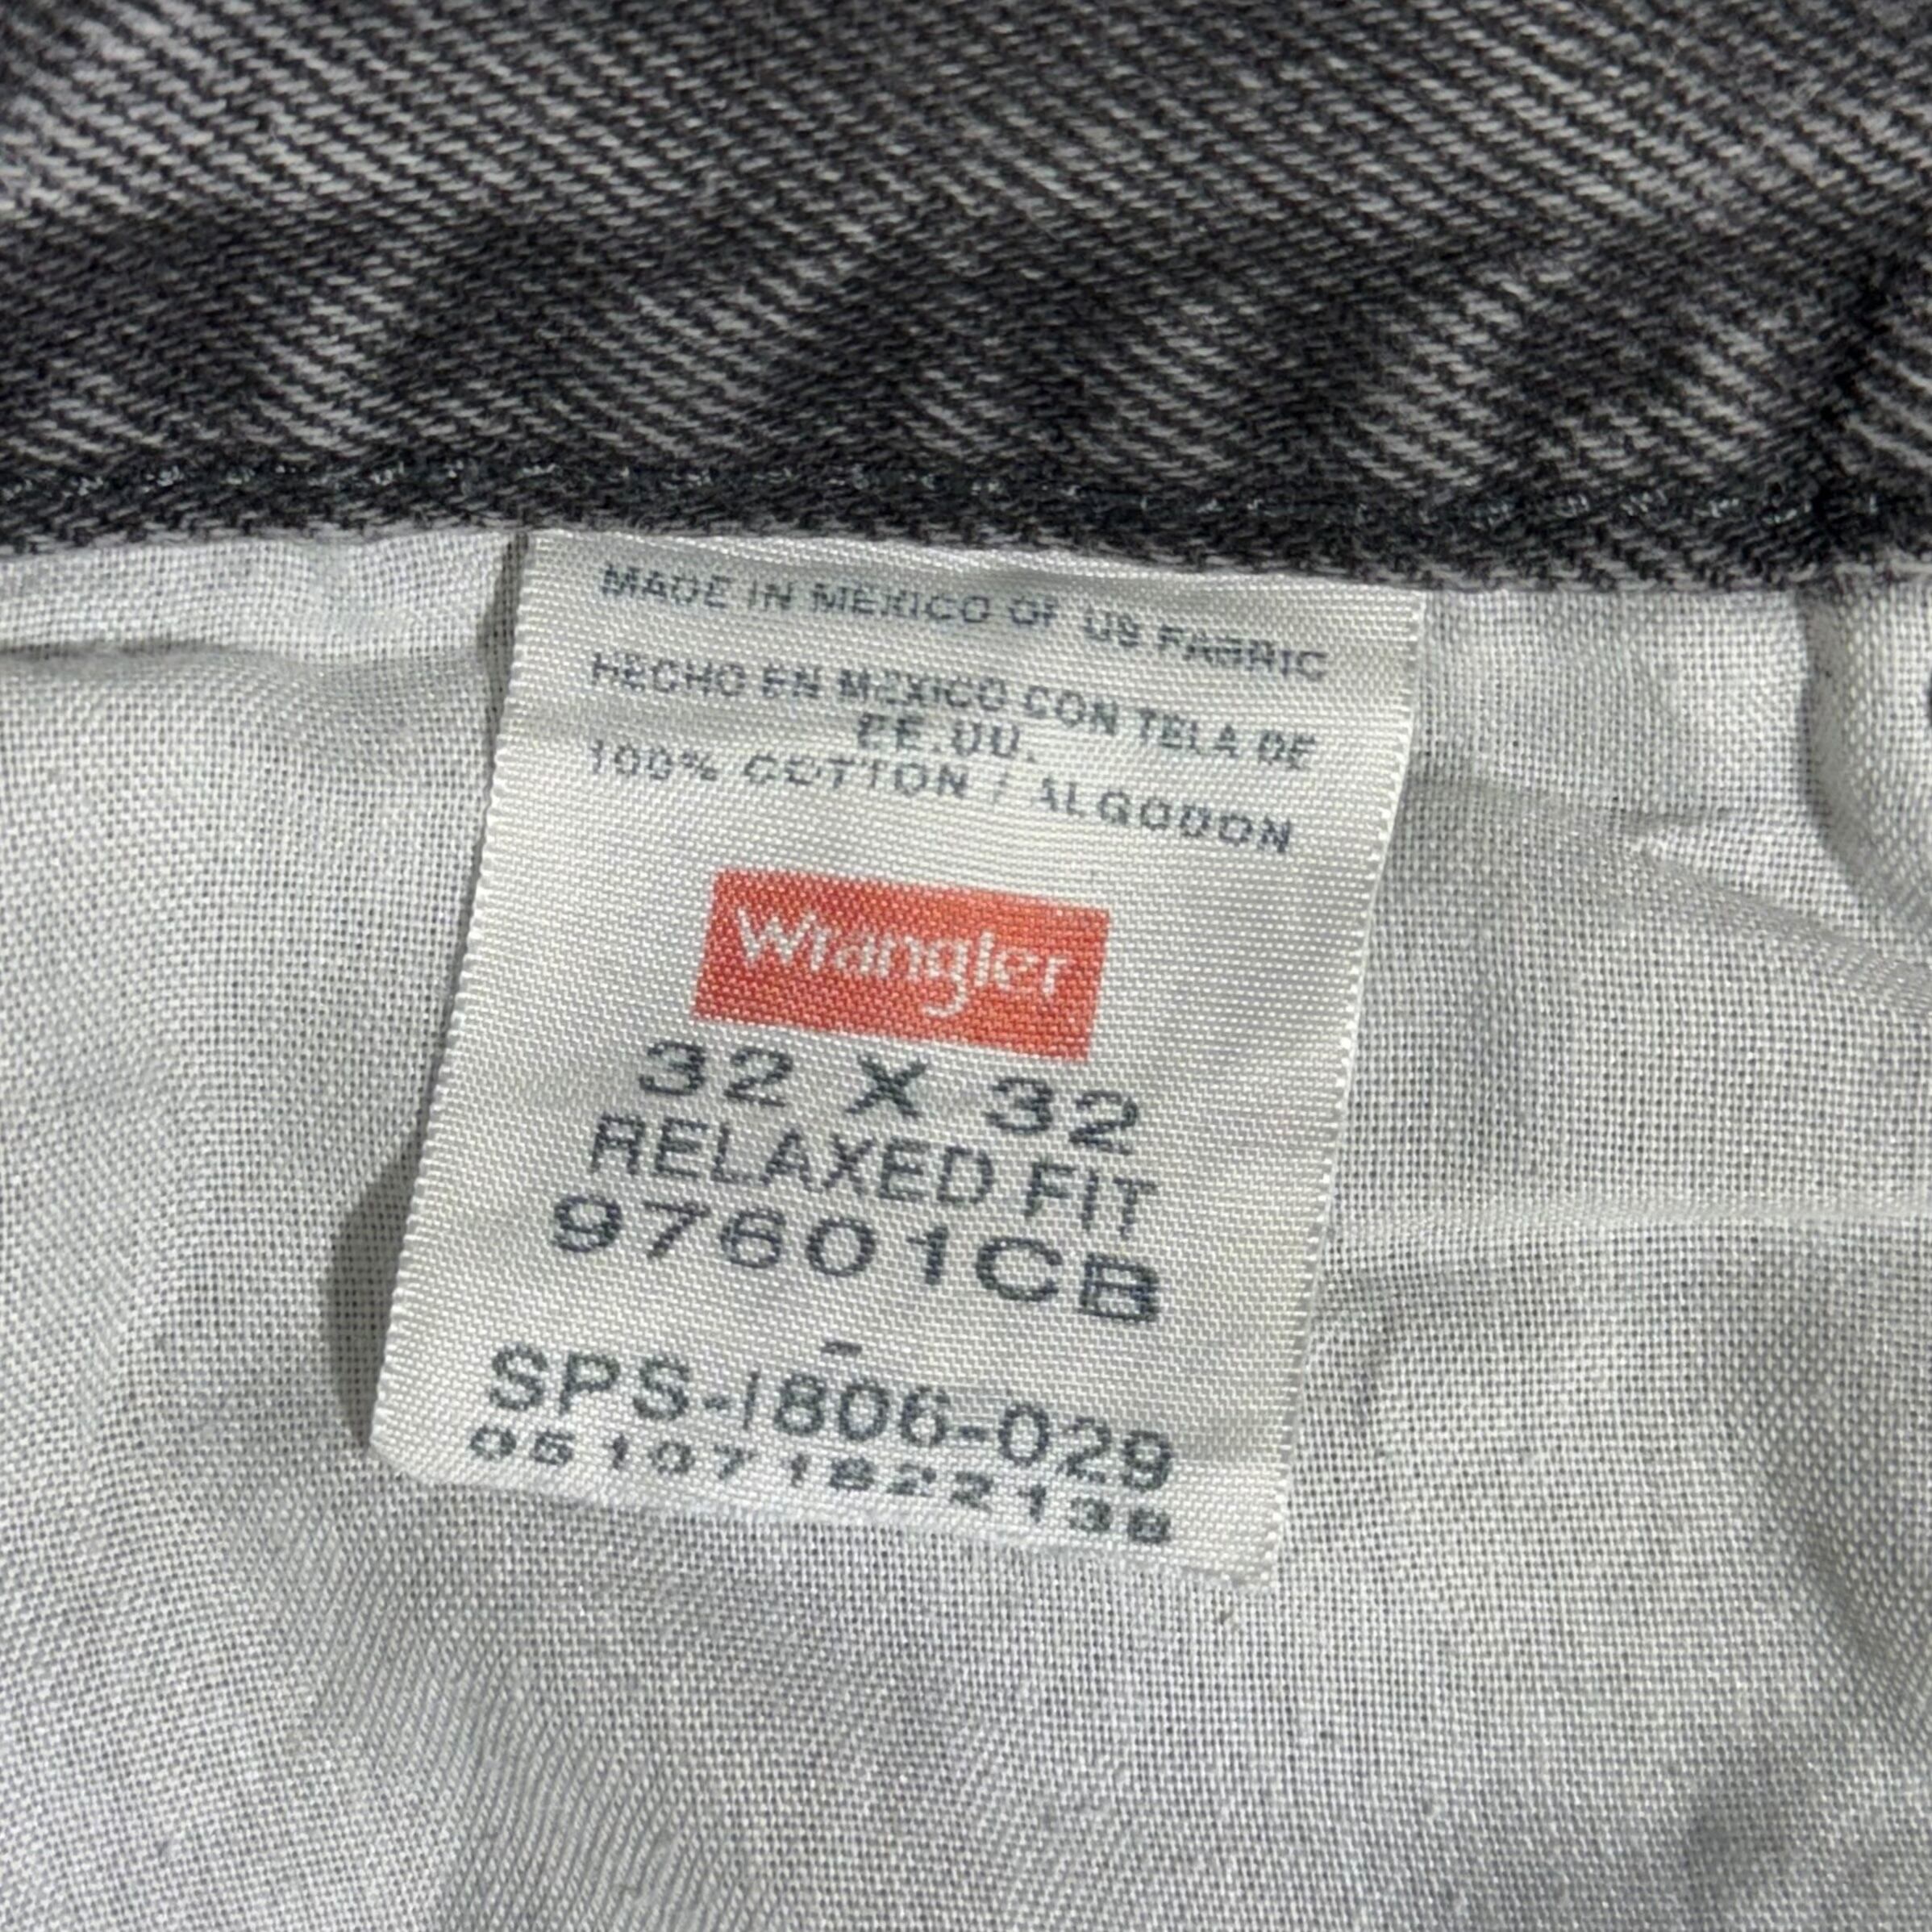 MADE IN MEXICO OF US FABRIC
HECHO EN MEXICO CON TELA DE
EE.UU.
100% COTTON / ALGODON
Wrangler
32 X 32
RELAXED FIT
97601CB
-
SPS-1806-029
051071822138